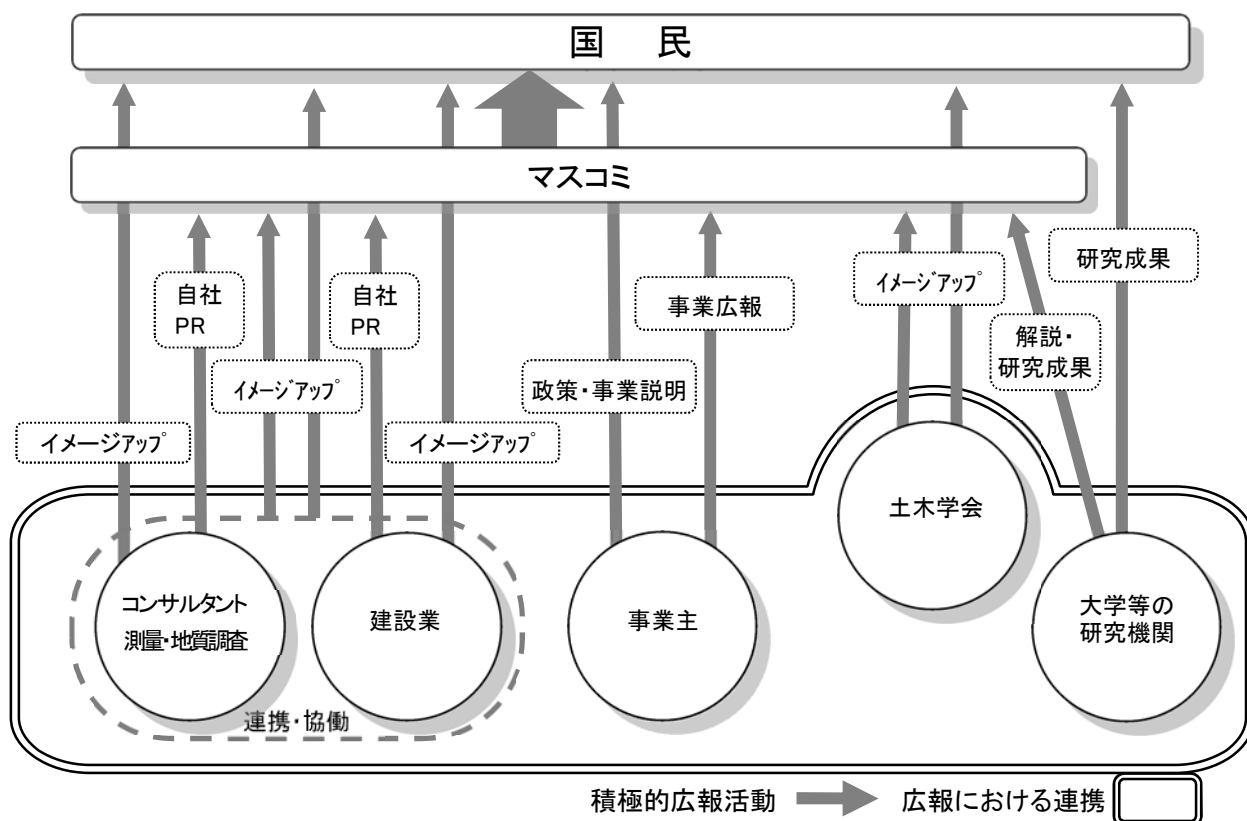 国　民
マスコミ
自社
PR
自社
PR
イメージアップ
事業広報
イメージアップ
研究成果
解説・
研究成果
イメージアップ
イメージアップ
政策・事業説明
土木学会
コンサルタント
測量・地質調査
建設業
事業主
大学等の
研究機関
連携・協働
積極的広報活動
広報における連携